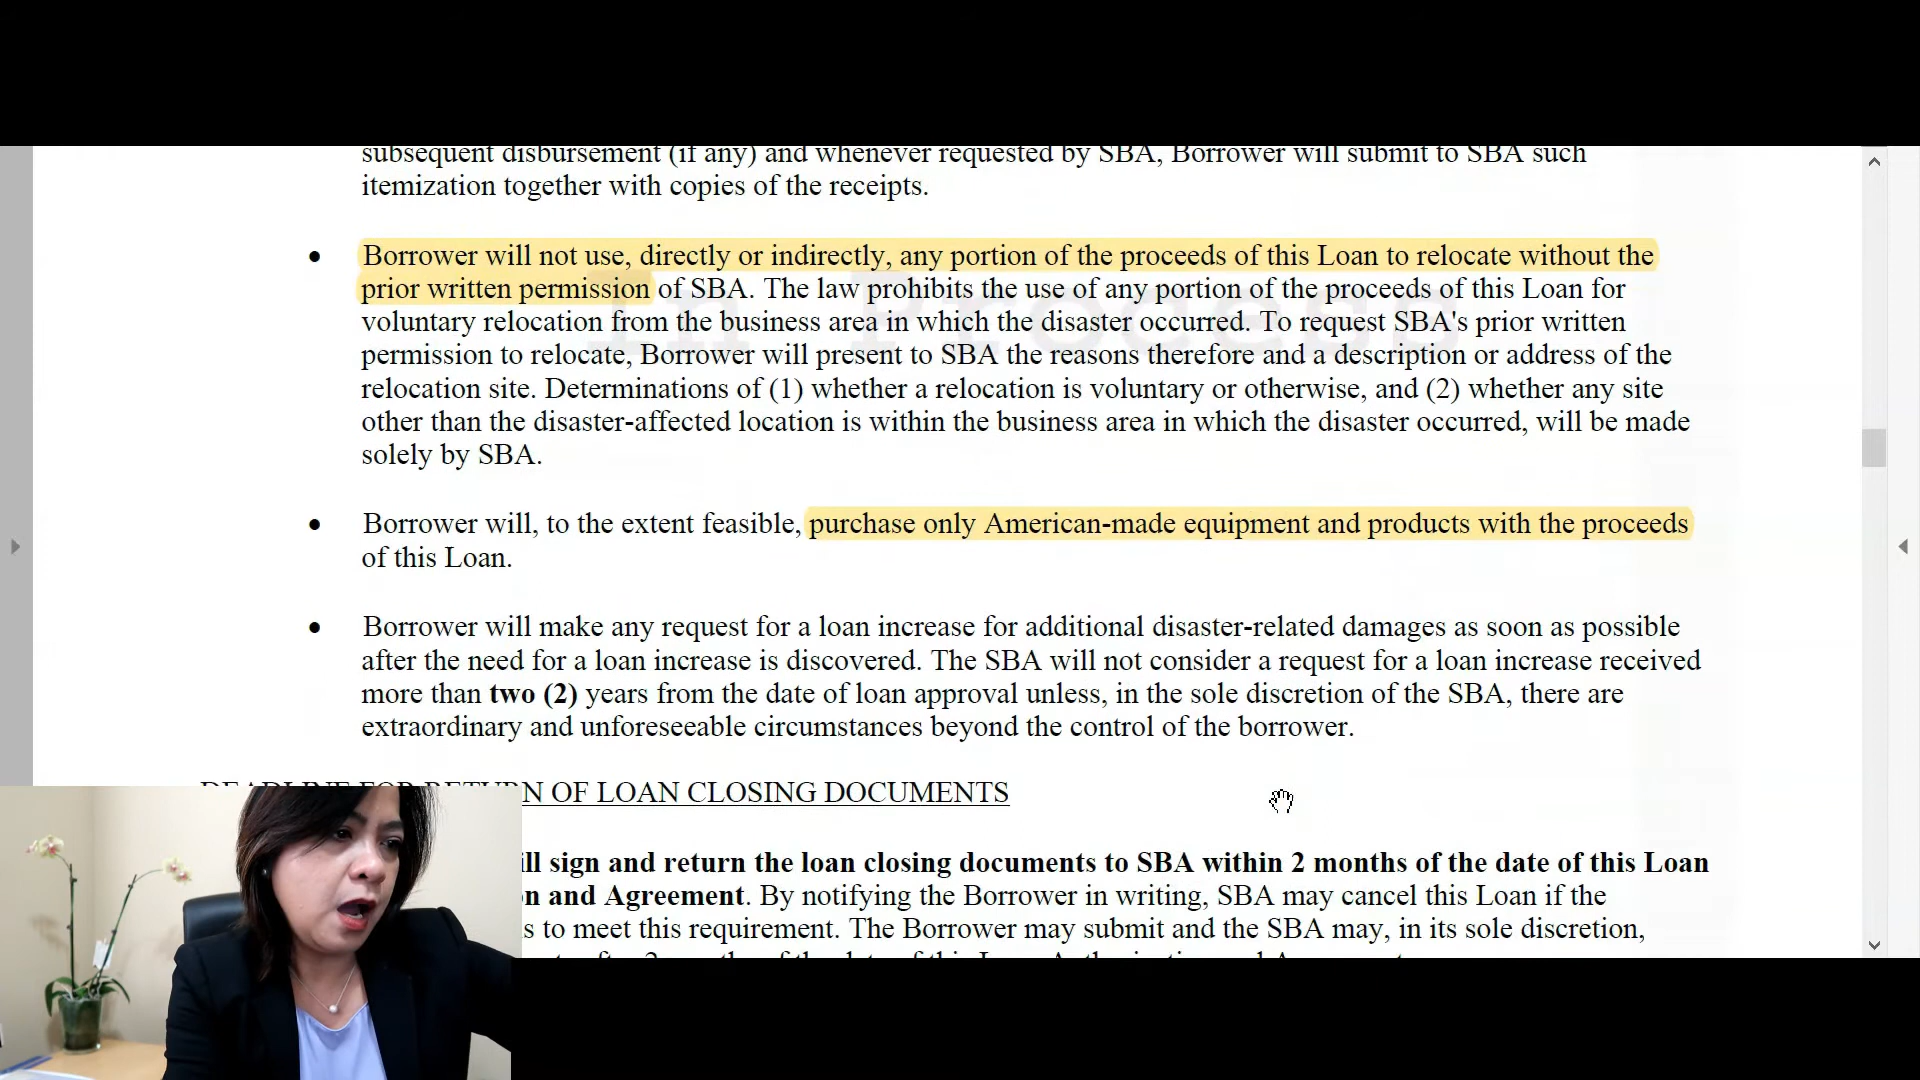 subsequent disbursement (if any) and whenever requested by SBA, Borrower will submit to SBA such
itemization together with copies of the receipts.
• Borrower will not use, directly or indirectly, any portion of the proceeds of this Loan to relocate without the
prior written permission of SBA. The law prohibits the use of any portion of the proceeds of this Loan for
voluntary relocation from the business area in which the disaster occurred. To request SBA's prior written
permission to relocate, Borrower will present to SBA the reasons therefore and a description or address of the
relocation site. Determinations of (1) whether a relocation is voluntary or otherwise, and (2) whether any site
other than the disaster-affected location is within the business area in which the disaster occurred, will be made
solely by SBA.
In Process
• Borrower will, to the extent feasible, purchase only American-made equipment and products with the proceeds
of this Loan.
• Borrower will make any request for a loan increase for additional disaster-related damages as soon as possible
after the need for a loan increase is discovered. The SBA will not consider a request for a loan increase received
more than two (2) years from the date of loan approval unless, in the sole discretion of the SBA, there are
extraordinary and unforeseeable circumstances beyond the control of the borrower.
DEADLINE FOR RETURN OF LOAN CLOSING DOCUMENTS
ill sign and return the loan closing documents to SBA within 2 months of the date of this Loan
n and Agreement. By notifying the Borrower in writing, SBA may cancel this Loan if the
s to meet this requirement. The Borrower may submit and the SBA may, in its sole discretion,